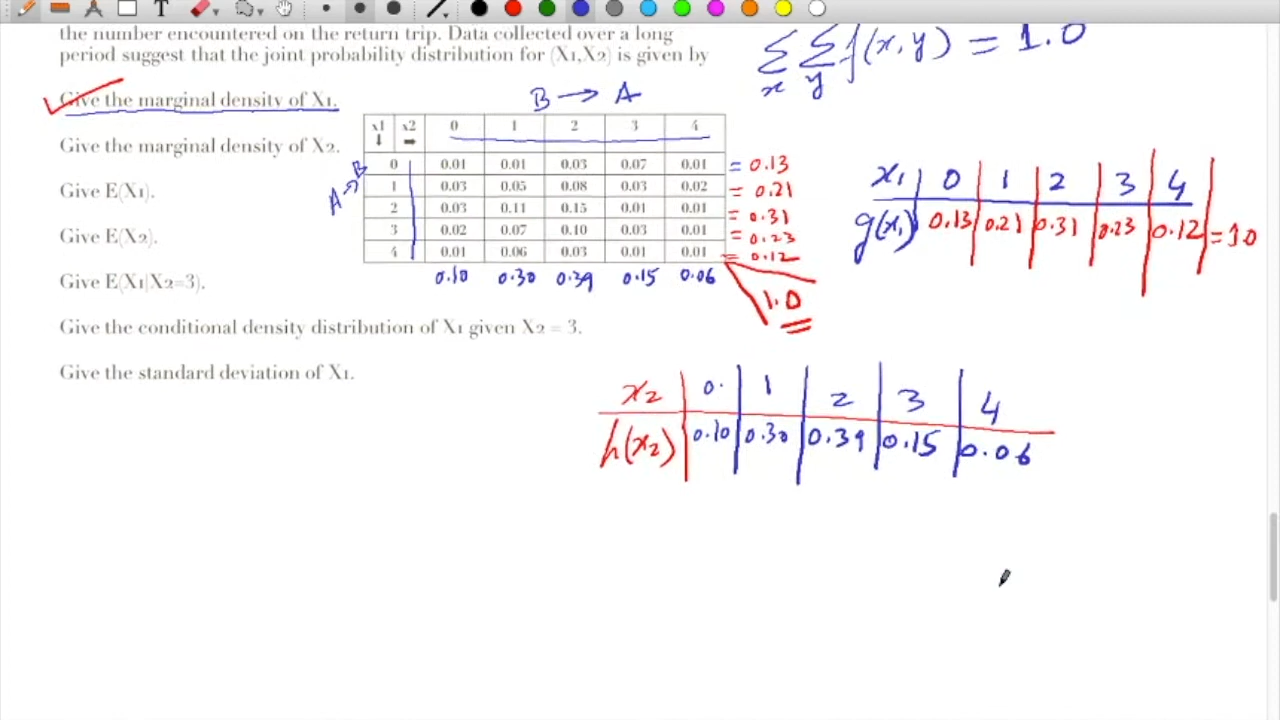 the number encountered on the return trip. Data collected over a long
period suggest that the joint probability distribution for (X1,X2) is given by
Σ Σ f(x,y) = 1.0
x y
Give the marginal density of X1.
B → A
Give the marginal density of X2.
Give E(X1).
Give E(X2).
Give E(X1|X2=3).
Give the conditional density distribution of X1 given X2 = 3.
Give the standard deviation of X1.
A → B
x1 x2 0 1 2 3 4
0 0.01 0.01 0.03 0.07 0.01 = 0.13
1 0.03 0.05 0.08 0.03 0.02 = 0.21
2 0.03 0.11 0.15 0.01 0.01 = 0.31
3 0.02 0.07 0.10 0.03 0.01 = 0.23
4 0.01 0.06 0.03 0.01 0.01 = 0.12
0.10 0.30 0.39 0.15 0.06
1.0
x1 0 1 2 3 4
g(x1) 0.13 0.21 0.31 0.23 0.12 = 1.0
x2 0. 1 2 3 4
h(x2) 0.10 0.30 0.39 0.15 0.06
T